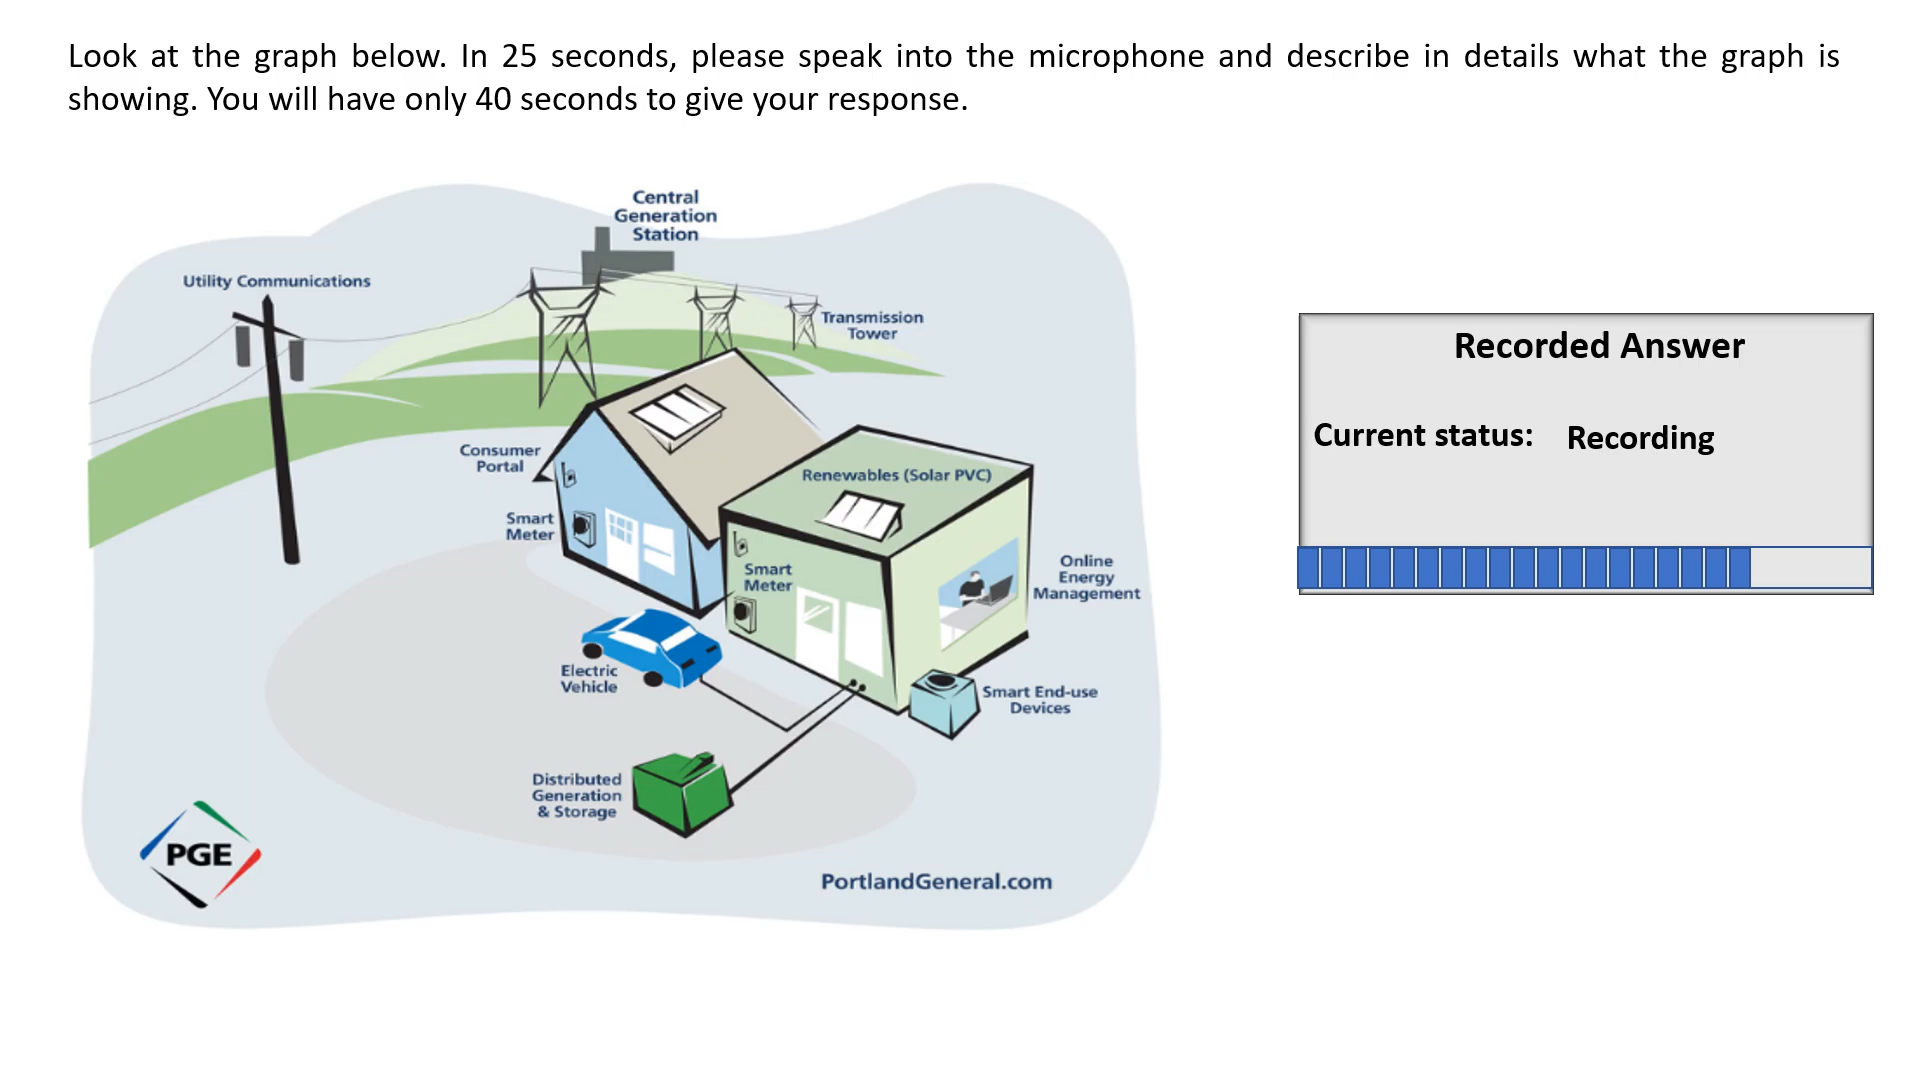 Look at the graph below. In 25 seconds, please speak into the microphone and describe in details what the graph is
showing. You will have only 40 seconds to give your response.
Central
Generation
Station
Utility Communications
Transmission
Tower
Consumer
Portal
Renewables (Solar PVC)
Smart
Meter
Smart
Meter
Online
Energy
Management
Electric
Vehicle
Smart End-use
Devices
Distributed
Generation
& Storage
PGE
PortlandGeneral.com
Recorded Answer
Current status: Recording